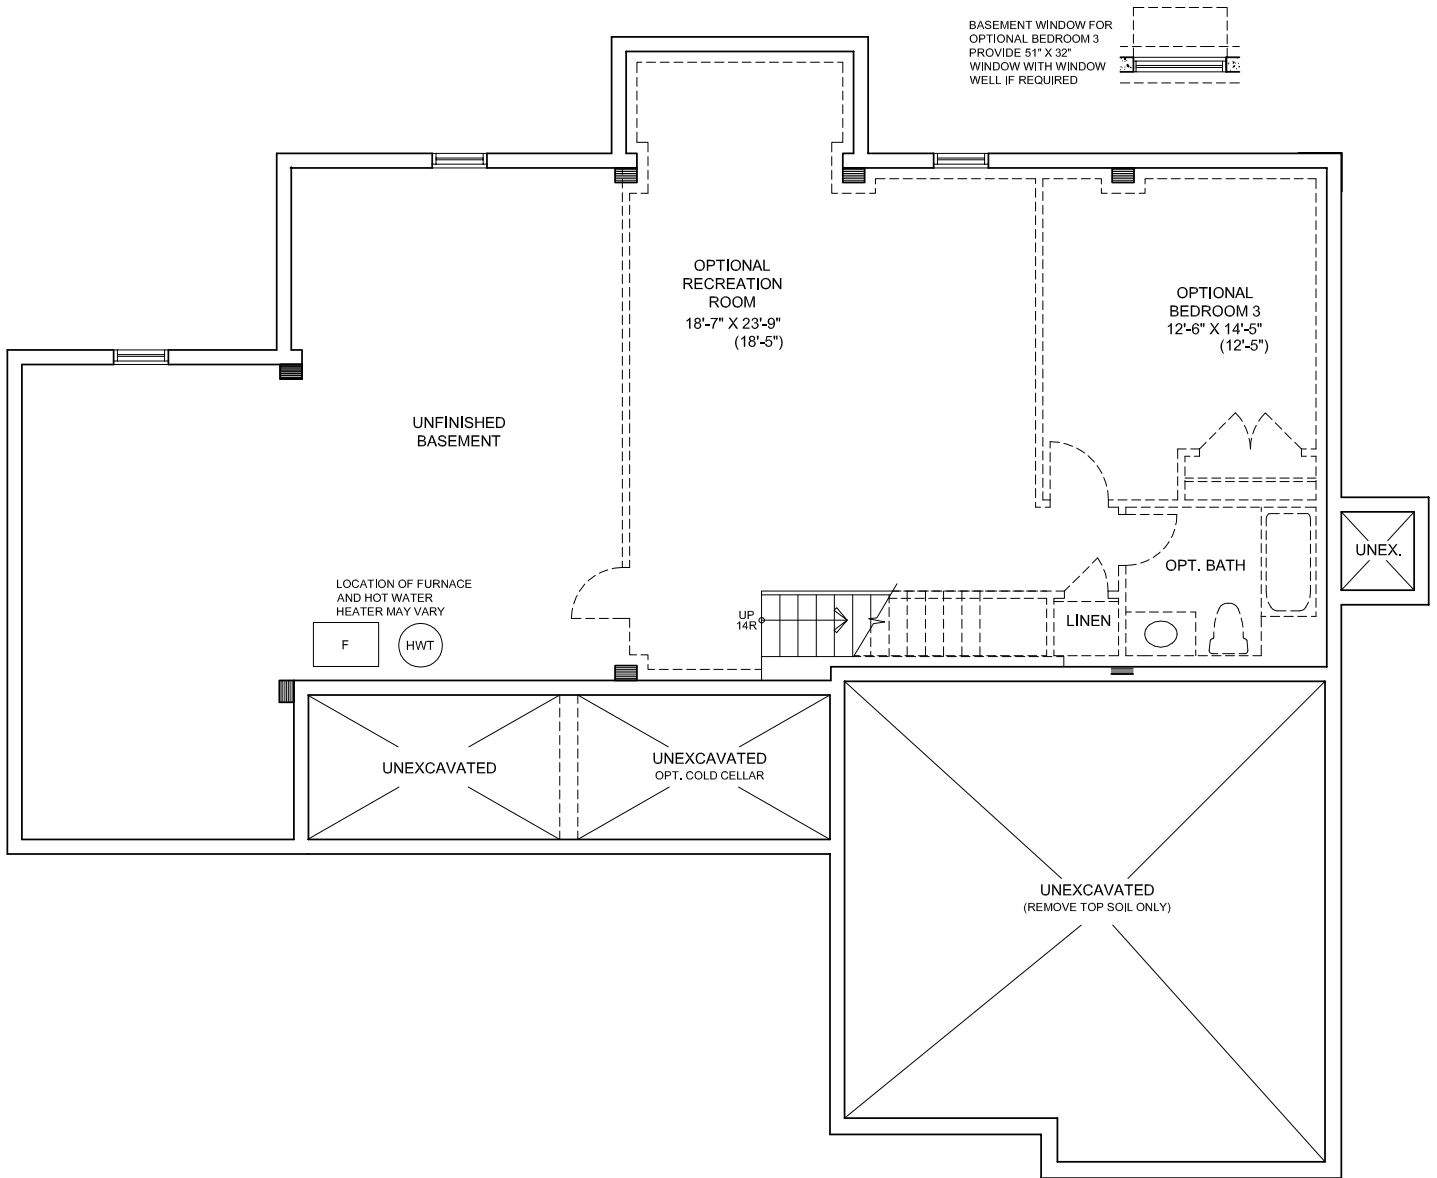 BASEMENT WINDOW FOR
OPTIONAL BEDROOM 3
PROVIDE 51" X 32"
WINDOW WITH WINDOW
WELL IF REQUIRED
OPTIONAL
RECREATION
ROOM
18'-7" X 23'-9"
(18'-5")
OPTIONAL
BEDROOM 3
12'-6" X 14'-5"
(12'-5")
UNFINISHED
BASEMENT
UNEX.
OPT. BATH
LOCATION OF FURNACE
AND HOT WATER
HEATER MAY VARY
F
HWT
UP
14R
LINEN
UNEXCAVATED
UNEXCAVATED
OPT. COLD CELLAR
UNEXCAVATED
(REMOVE TOP SOIL ONLY)